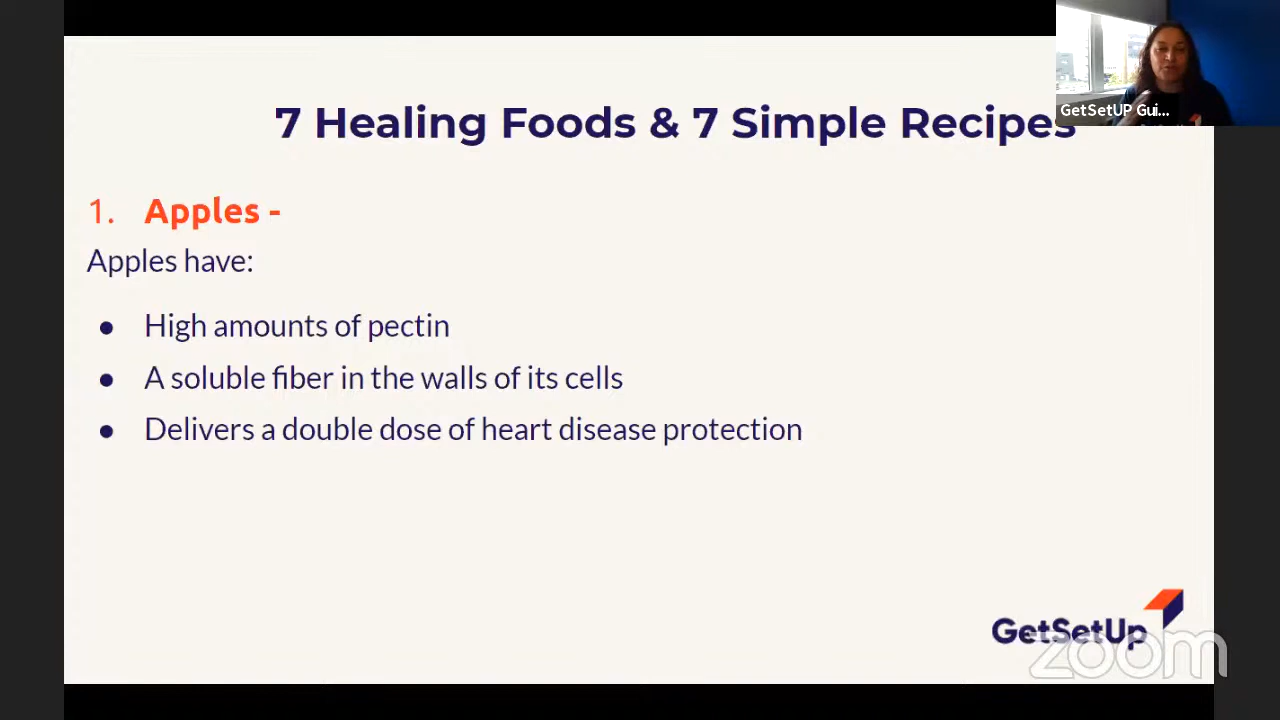 7 Healing Foods & 7 Simple Recipes
GetSetUP Gui...
1. Apples -
Apples have:
● High amounts of pectin
● A soluble fiber in the walls of its cells
● Delivers a double dose of heart disease protection
GetSetUp
zoom